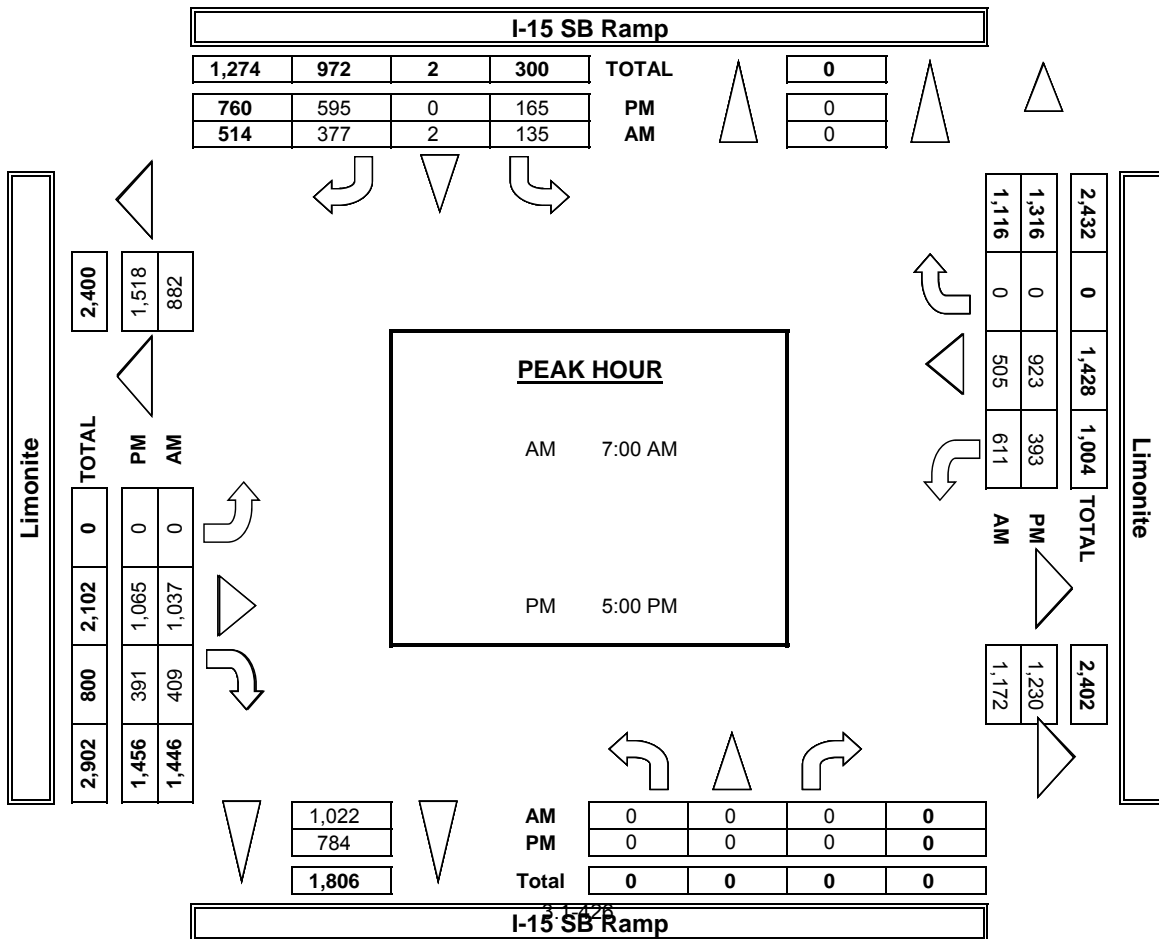 I-15 SB Ramp
1,274 972 2 300 TOTAL 0
760 595 0 165 PM 0
514 377 2 135 AM 0
Limonite
2,400
1,518
882
TOTAL
PM
AM
0 2,102 800 2,902
0 1,065 391 1,456
0 1,037 409 1,446
PEAK HOUR
AM 7:00 AM
PM 5:00 PM
2,432 0 1,428 1,004 TOTAL
1,316 0 923 393 PM
1,116 0 505 611 AM
2,402
1,230
1,172
Limonite
1,022 AM 0 0 0 0
784 PM 0 0 0 0
1,806 Total 0 0 0 0
3.1-426
I-15 SB Ramp